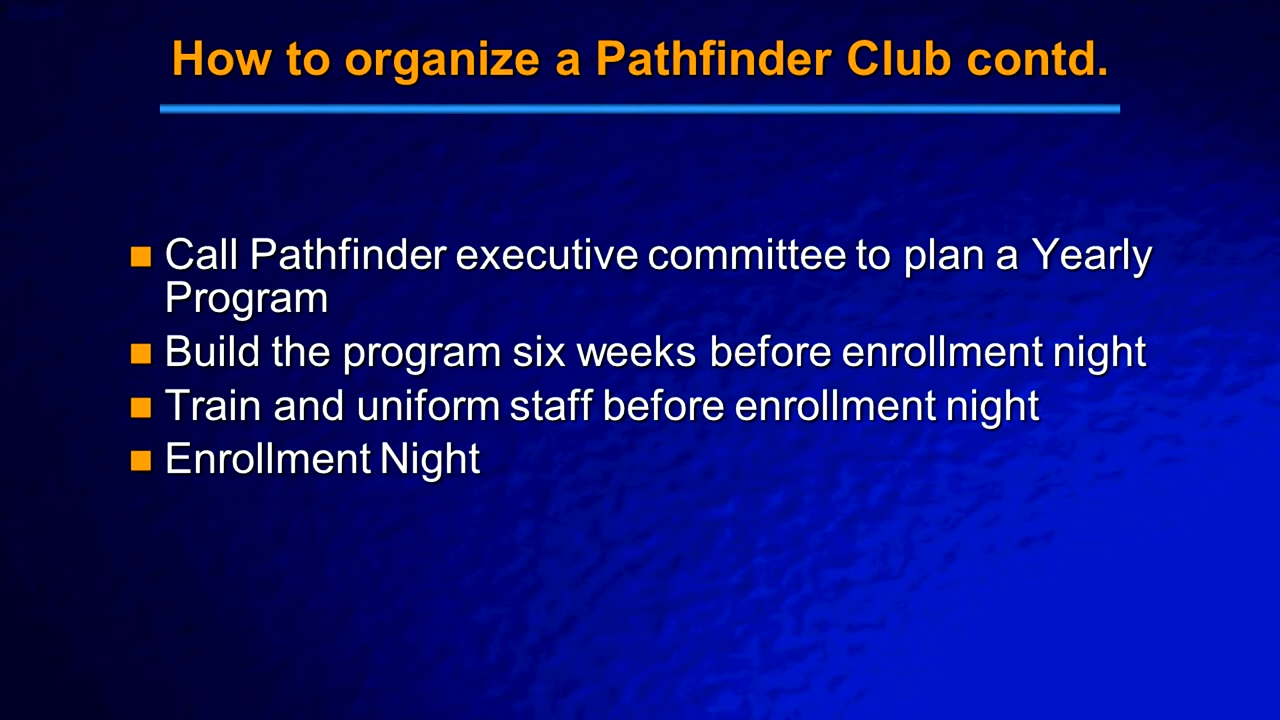 How to organize a Pathfinder Club contd.
Call Pathfinder executive committee to plan a Yearly
Program
Build the program six weeks before enrollment night
Train and uniform staff before enrollment night
Enrollment Night